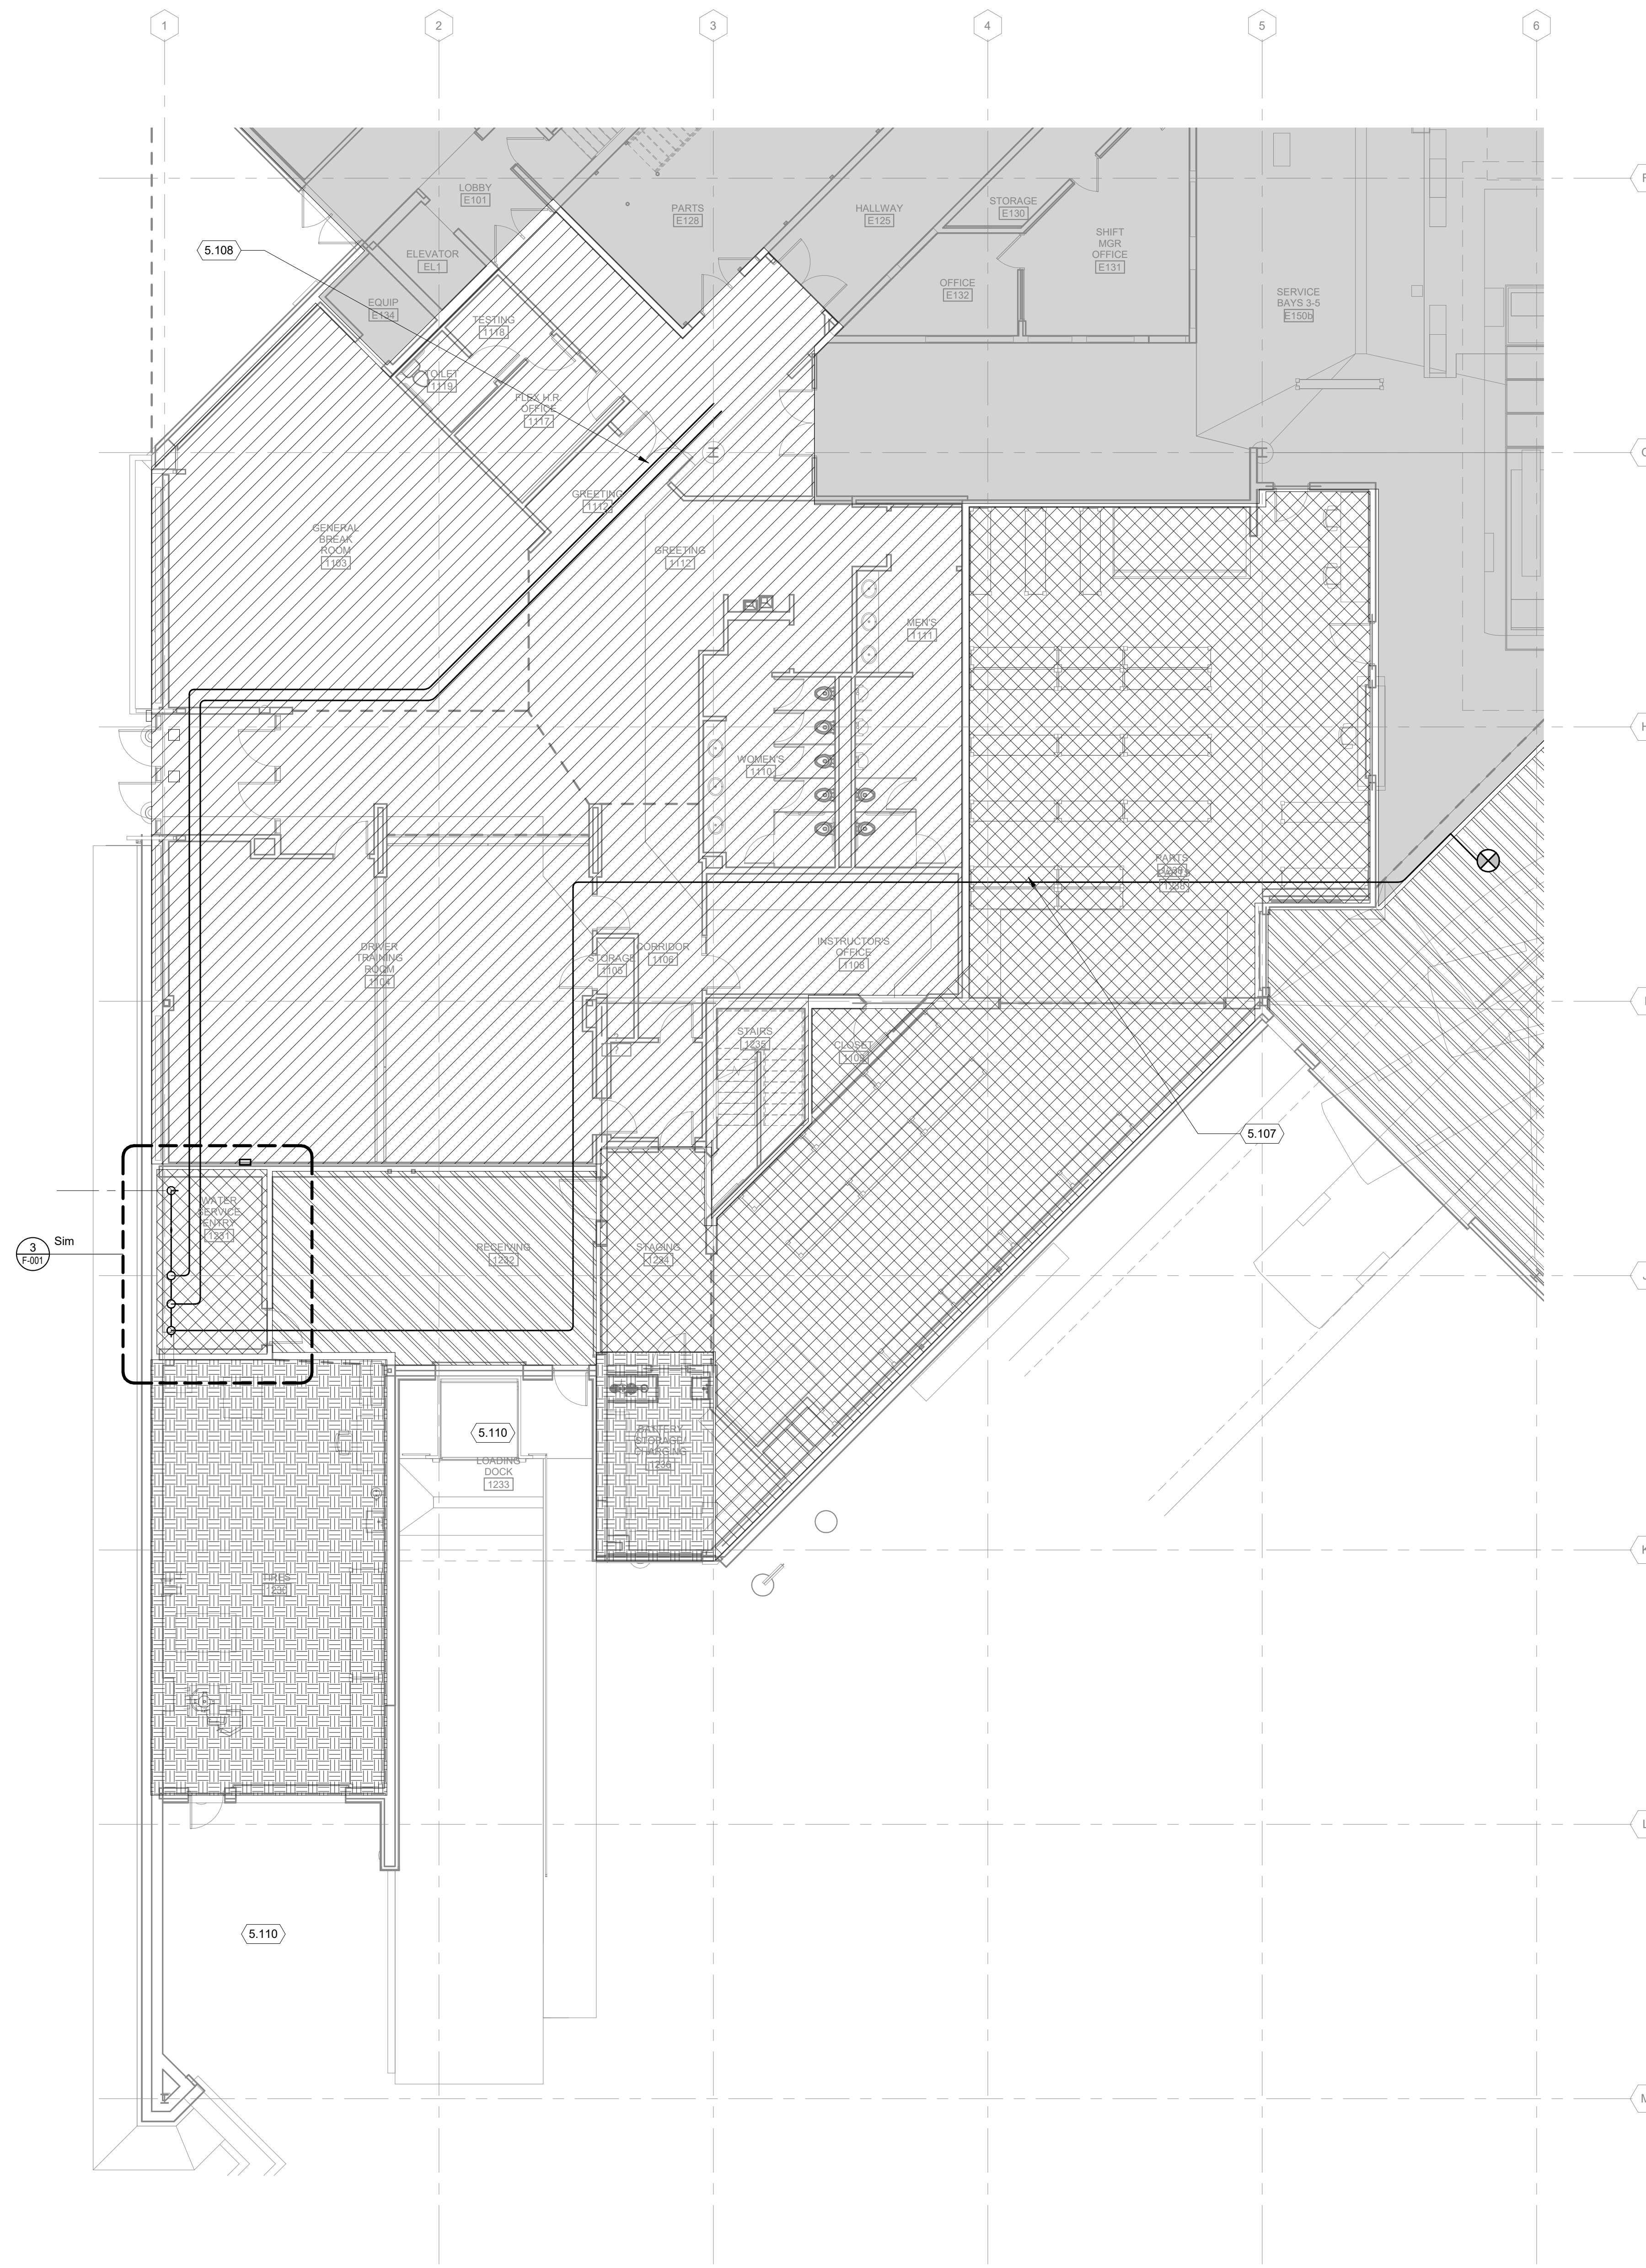 1
2
3
4
5
6
F
LOBBY
E101
PARTS
E128
HALLWAY
E125
STORAGE
E130
SHIFT
MGR
OFFICE
E131
5.108
ELEVATOR
EL1
EQUIP
E134
OFFICE
E132
SERVICE
BAYS 3-5
E150b
TESTING
1118
TOILET
1119
FLEX H.R.
OFFICE
1117
G
GREETING
1112
GENERAL
BREAK
ROOM
1103
GREETING
1112
MEN'S
1111
H
WOMEN'S
1110
PARTS
1238
DRIVER
TRAINING
ROOM
1104
STORAGE
1105
CORRIDOR
1106
INSTRUCTOR'S
OFFICE
1108
I
STAIRS
1235
CLOSET
1109
?
5.107
WATER
SERVICE
ENTRY
1231
3
F-001
Sim
RECEIVING
1232
STAGING
1234
J
5.110
LOADING
DOCK
1233
BATTERY
STORAGE/
CHARGING
1236
K
TIRES
1230
L
5.110
M